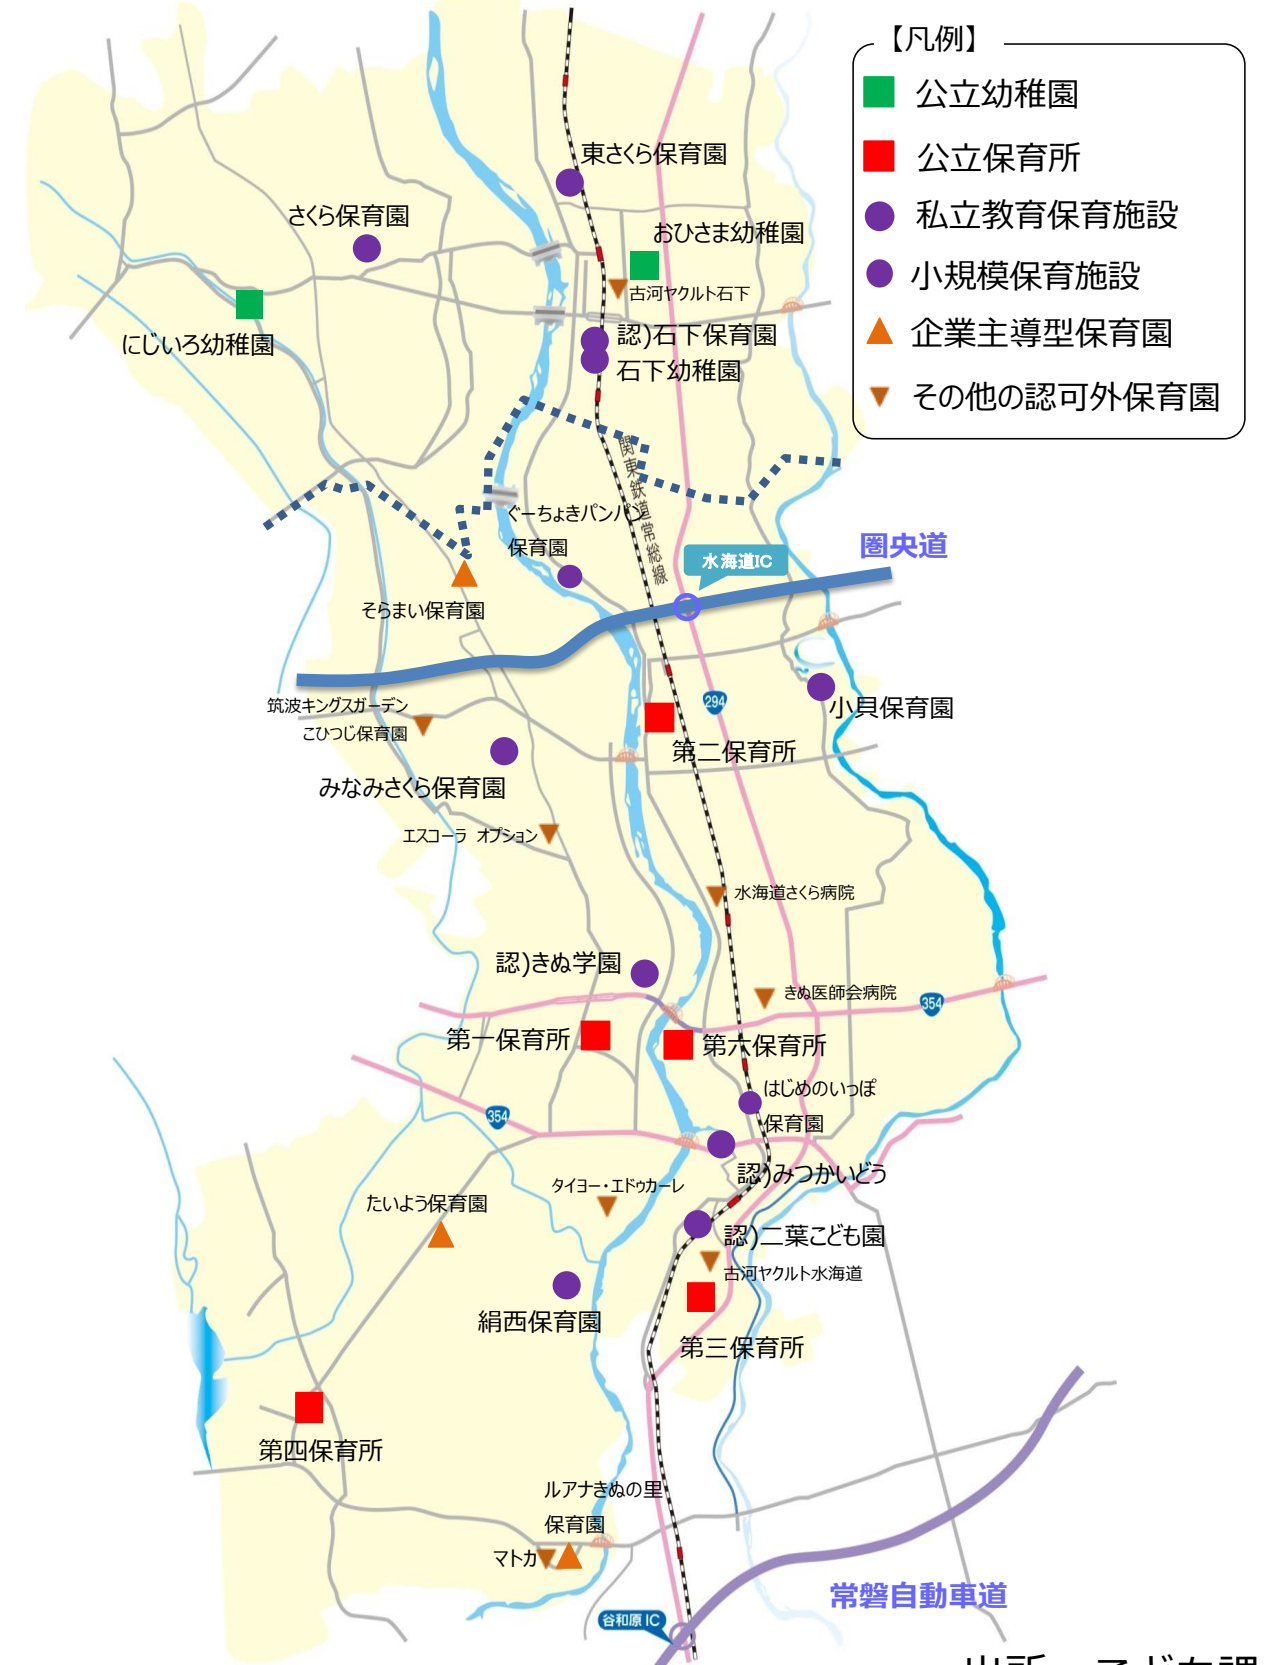 【凡例】
公立幼稚園
公立保育所
私立教育保育施設
小規模保育施設
企業主導型保育園
その他の認可外保育園
東さくら保育園
さくら保育園
おひさま幼稚園
古河ヤクルト石下
にじいろ幼稚園
認)石下保育園
石下幼稚園
関東鉄道常総線
ぐーちょきパンパン
保育園
圏央道
水海道IC
そらまい保育園
筑波キングスガーデン
こひつじ保育園
294
小貝保育園
第二保育所
みなみさくら保育園
エスコーラ オプション
水海道さくら病院
認)きぬ学園
きぬ医師会病院
354
第一保育所
第六保育所
はじめのいっぽ
保育園
354
認)みつかいどう
タイヨー・エドゥカーレ
たいよう保育園
認)二葉こども園
古河ヤクルト水海道
絹西保育園
第三保育所
第四保育所
ルアナきぬの里
保育園
マトカ
常磐自動車道
谷和原IC